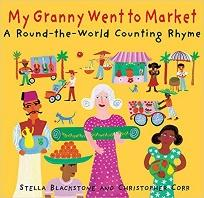 My Granny Went to Market
A Round-the-World Counting Rhyme
Stella Blackstone and Christopher Corr